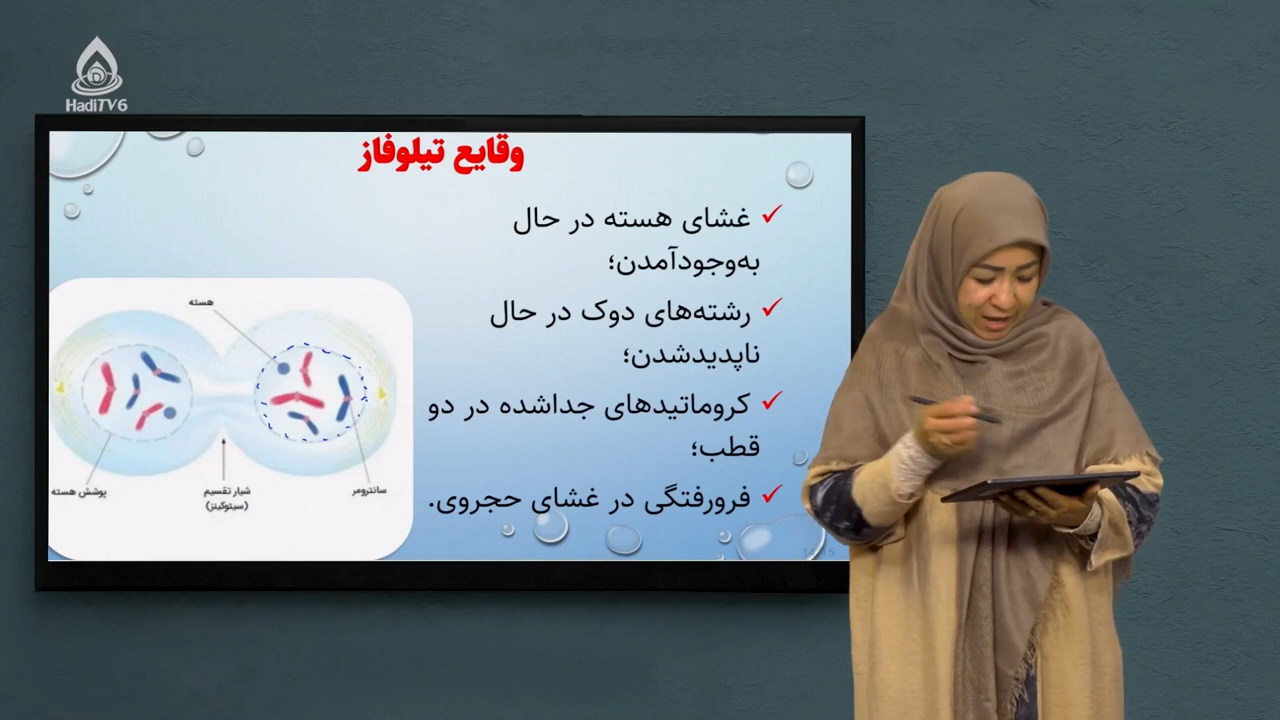 HadiTV6
وقایع تیلوفاز
غشای هسته در حال
به‌وجودآمدن؛
رشته‌های دوک در حال
ناپدیدشدن؛
کروماتیدهای جداشده در دو
قطب؛
فرورفتگی در غشای حجروی.
هسته
پوشش هسته
شیار تقسیم
(سیتوکینز)
سانترومر